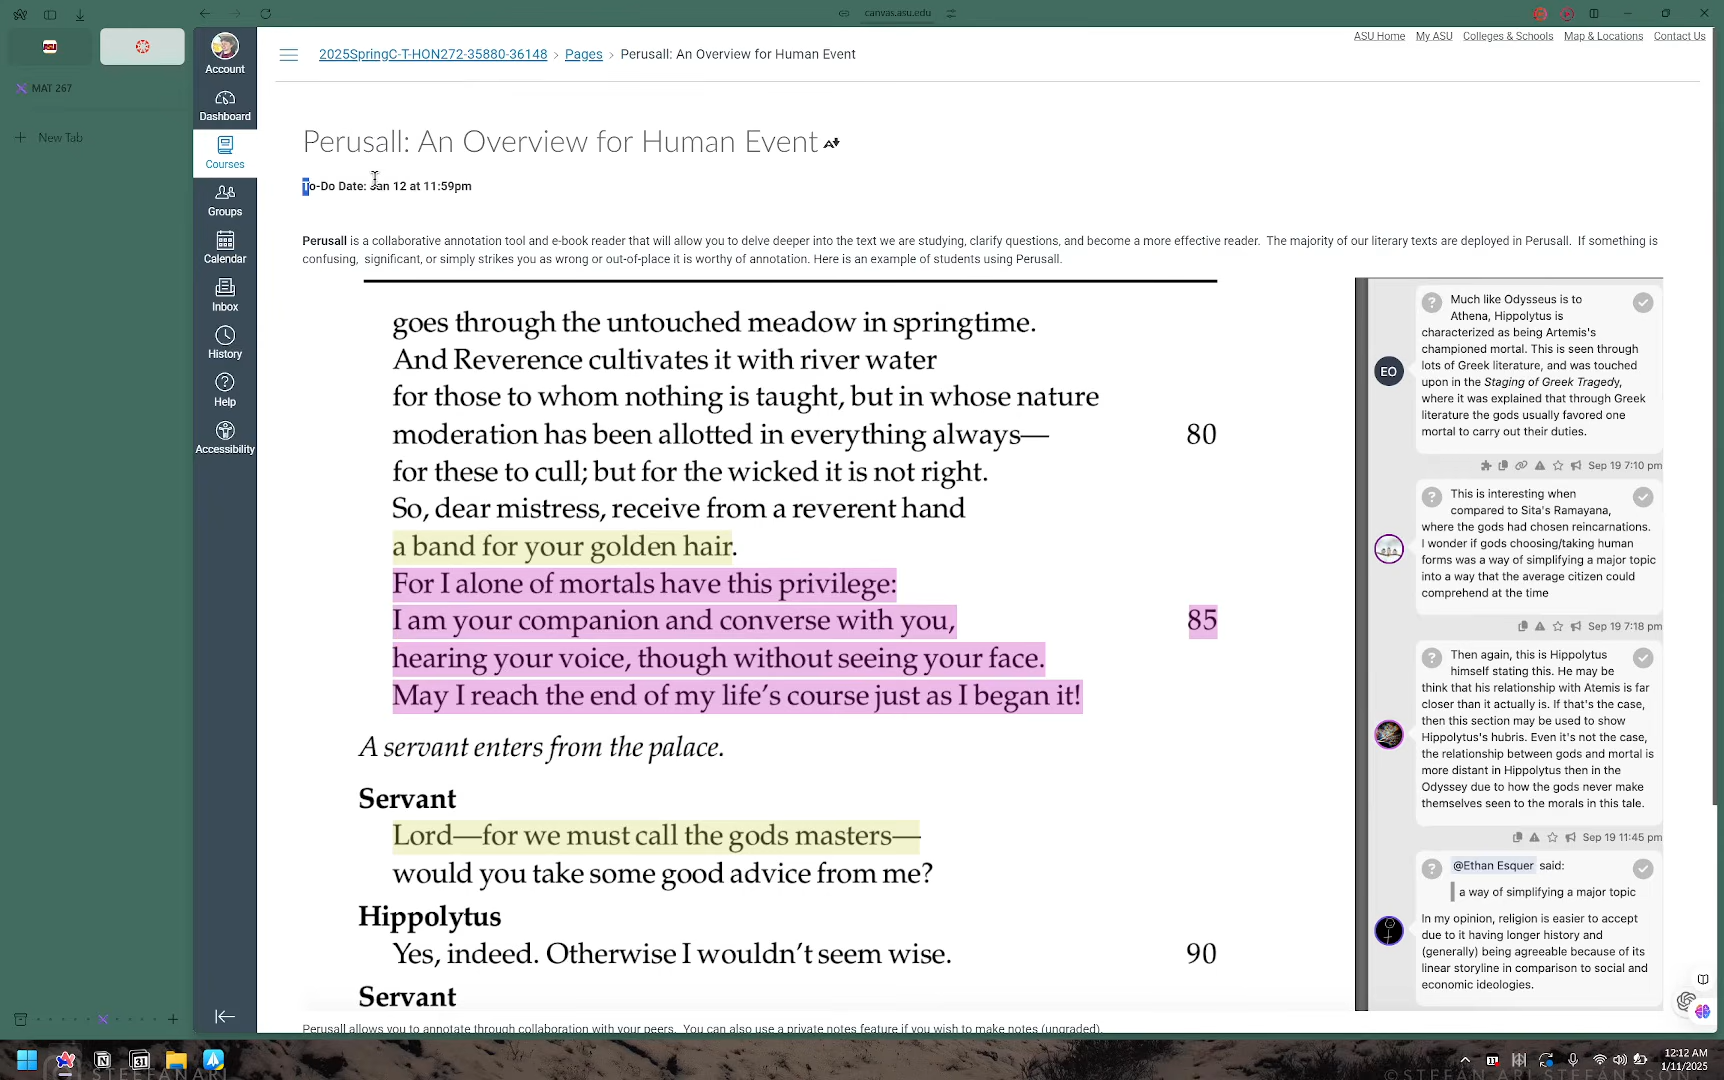 canvas.asu.edu
MAT 267
New Tab
Account
Dashboard
Courses
Groups
Calendar
Inbox
History
Help
Accessibility
ASU Home My ASU Colleges & Schools Map & Locations Contact Us
2025SpringC-T-HON272-35880-36148 > Pages > Perusall: An Overview for Human Event
Perusall: An Overview for Human Event
To-Do Date: Jan 12 at 11:59pm
Perusall is a collaborative annotation tool and e-book reader that will allow you to delve deeper into the text we are studying, clarify questions, and become a more effective reader. The majority of our literary texts are deployed in Perusall. If something is
confusing, significant, or simply strikes you as wrong or out-of-place it is worthy of annotation. Here is an example of students using Perusall.
goes through the untouched meadow in springtime.
And Reverence cultivates it with river water
for those to whom nothing is taught, but in whose nature
moderation has been allotted in everything always— 80
for these to cull; but for the wicked it is not right.
So, dear mistress, receive from a reverent hand
a band for your golden hair.
For I alone of mortals have this privilege:
I am your companion and converse with you, 85
hearing your voice, though without seeing your face.
May I reach the end of my life's course just as I began it!
A servant enters from the palace.
Servant
Lord—for we must call the gods masters—
would you take some good advice from me?
Hippolytus
Yes, indeed. Otherwise I wouldn't seem wise. 90
Servant
Much like Odysseus is to
Athena, Hippolytus is
characterized as being Artemis's
championed mortal. This is seen through
lots of Greek literature, and was touched
upon in the Staging of Greek Tragedy,
where it was explained that through Greek
literature the gods usually favored one
mortal to carry out their duties.
EO
Sep 19 7:10 pm
This is interesting when
compared to Sita's Ramayana,
where the gods had chosen reincarnations.
I wonder if gods choosing/taking human
forms was a way of simplifying a major topic
into a way that the average citizen could
comprehend at the time
Sep 19 7:18 pm
Then again, this is Hippolytus
himself stating this. He may be
think that his relationship with Atemis is far
closer than it actually is. If that's the case,
then this section may be used to show
Hippolytus's hubris. Even it's not the case,
the relationship between gods and mortal is
more distant in Hippolytus then in the
Odyssey due to how the gods never make
themselves seen to the morals in this tale.
Sep 19 11:45 pm
@Ethan Esquer said:
a way of simplifying a major topic
In my opinion, religion is easier to accept
due to it having longer history and
(generally) being agreeable because of its
linear storyline in comparison to social and
economic ideologies.
Perusall allows you to annotate through collaboration with your peers. You can also use a private notes feature if you wish to make notes (ungraded).
31
12:12 AM
1/11/2025